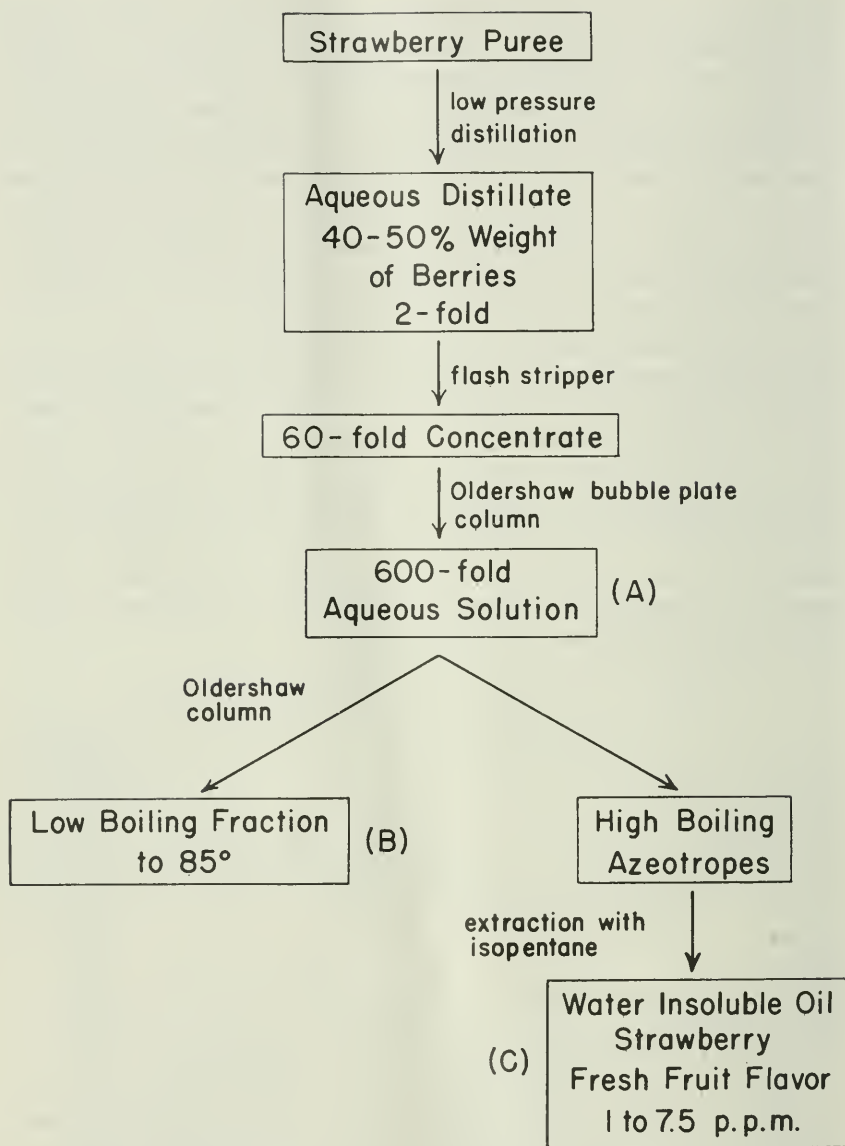 Strawberry Puree
low pressure
distillation
Aqueous Distillate
40-50% Weight
of Berries
2-fold
flash stripper
60-fold Concentrate
Oldershaw bubble plate
column
600-fold
Aqueous Solution
(A)
Oldershaw
column
Low Boiling Fraction
to 85°
(B)
High Boiling
Azeotropes
extraction with
isopentane
(C)
Water Insoluble Oil
Strawberry
Fresh Fruit Flavor
1 to 7.5 p.p.m.